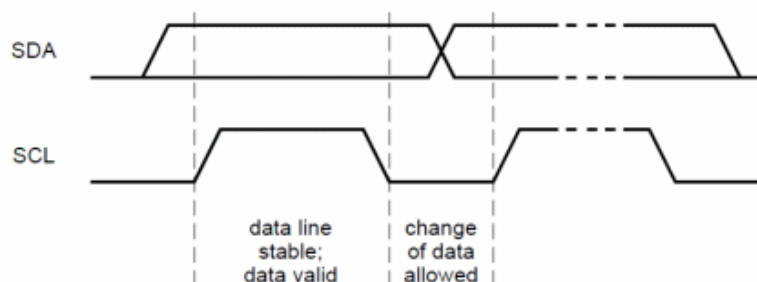 SDA
SCL
data line
stable;
data valid
change
of data
allowed